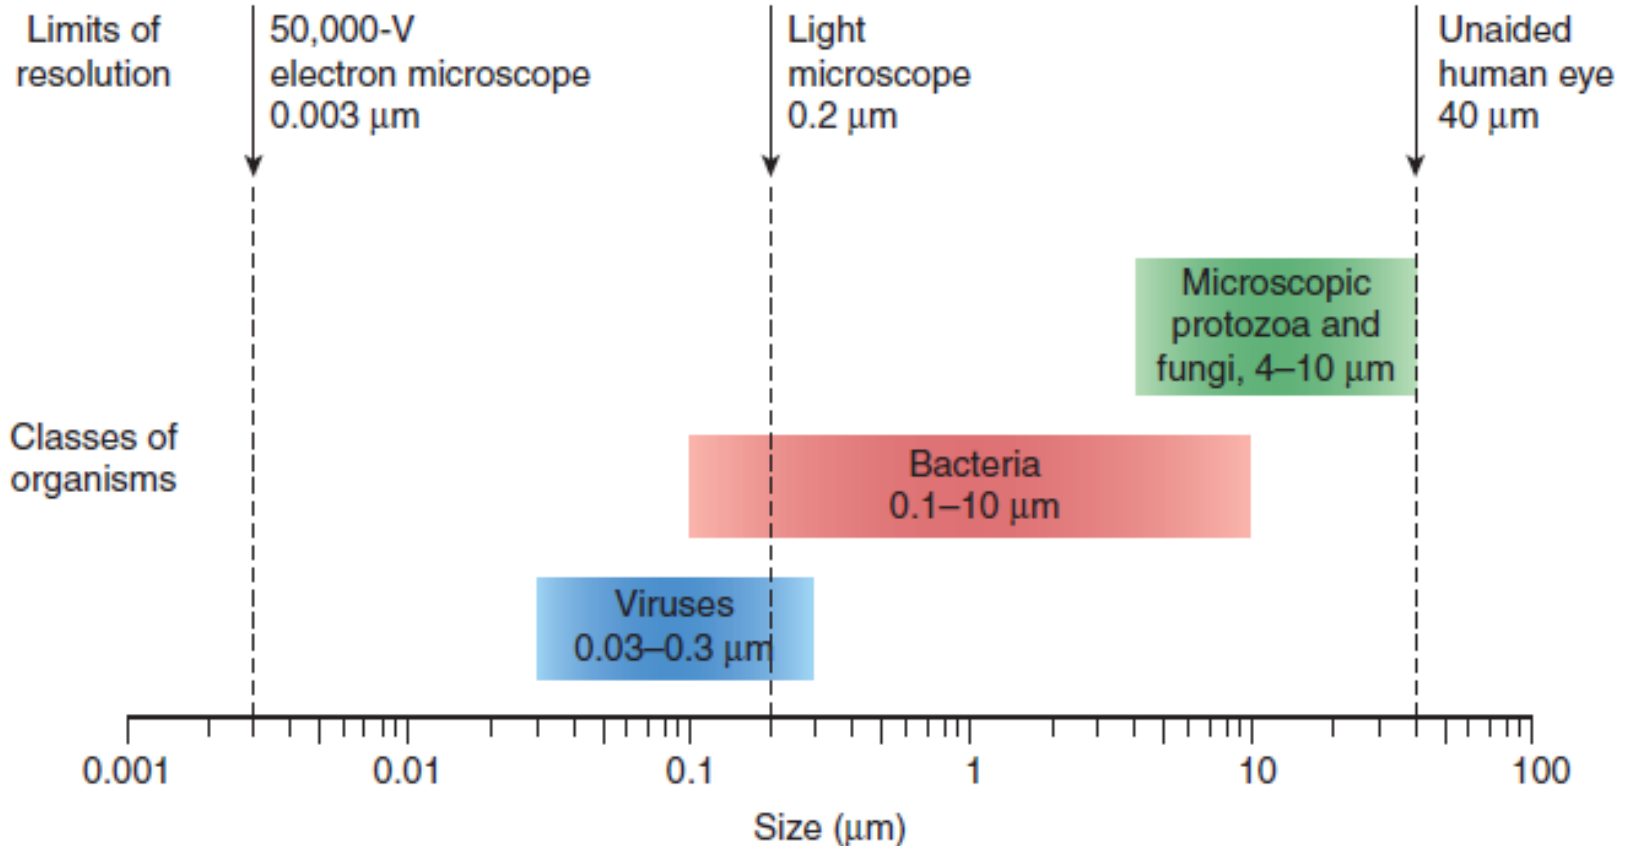 Limits of
resolution
50,000-V
electron microscope
0.003 μm
Light
microscope
0.2 μm
Unaided
human eye
40 μm
Microscopic
protozoa and
fungi, 4–10 μm
Classes of
organisms
Bacteria
0.1–10 μm
Viruses
0.03–0.3 μm
0.001
0.01
0.1
1
10
100
Size (μm)